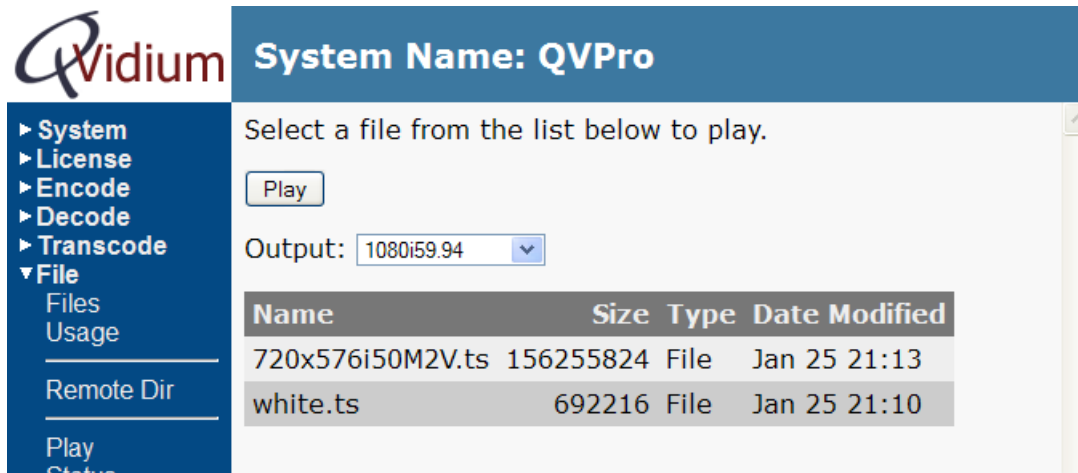 QVidium
System Name: QVPro
System
License
Encode
Decode
Transcode
File
Files
Usage
Remote Dir
Play
Select a file from the list below to play.
Play
Output: 1080i59.94
Name Size Type Date Modified
720x576i50M2V.ts 156255824 File Jan 25 21:13
white.ts 692216 File Jan 25 21:10